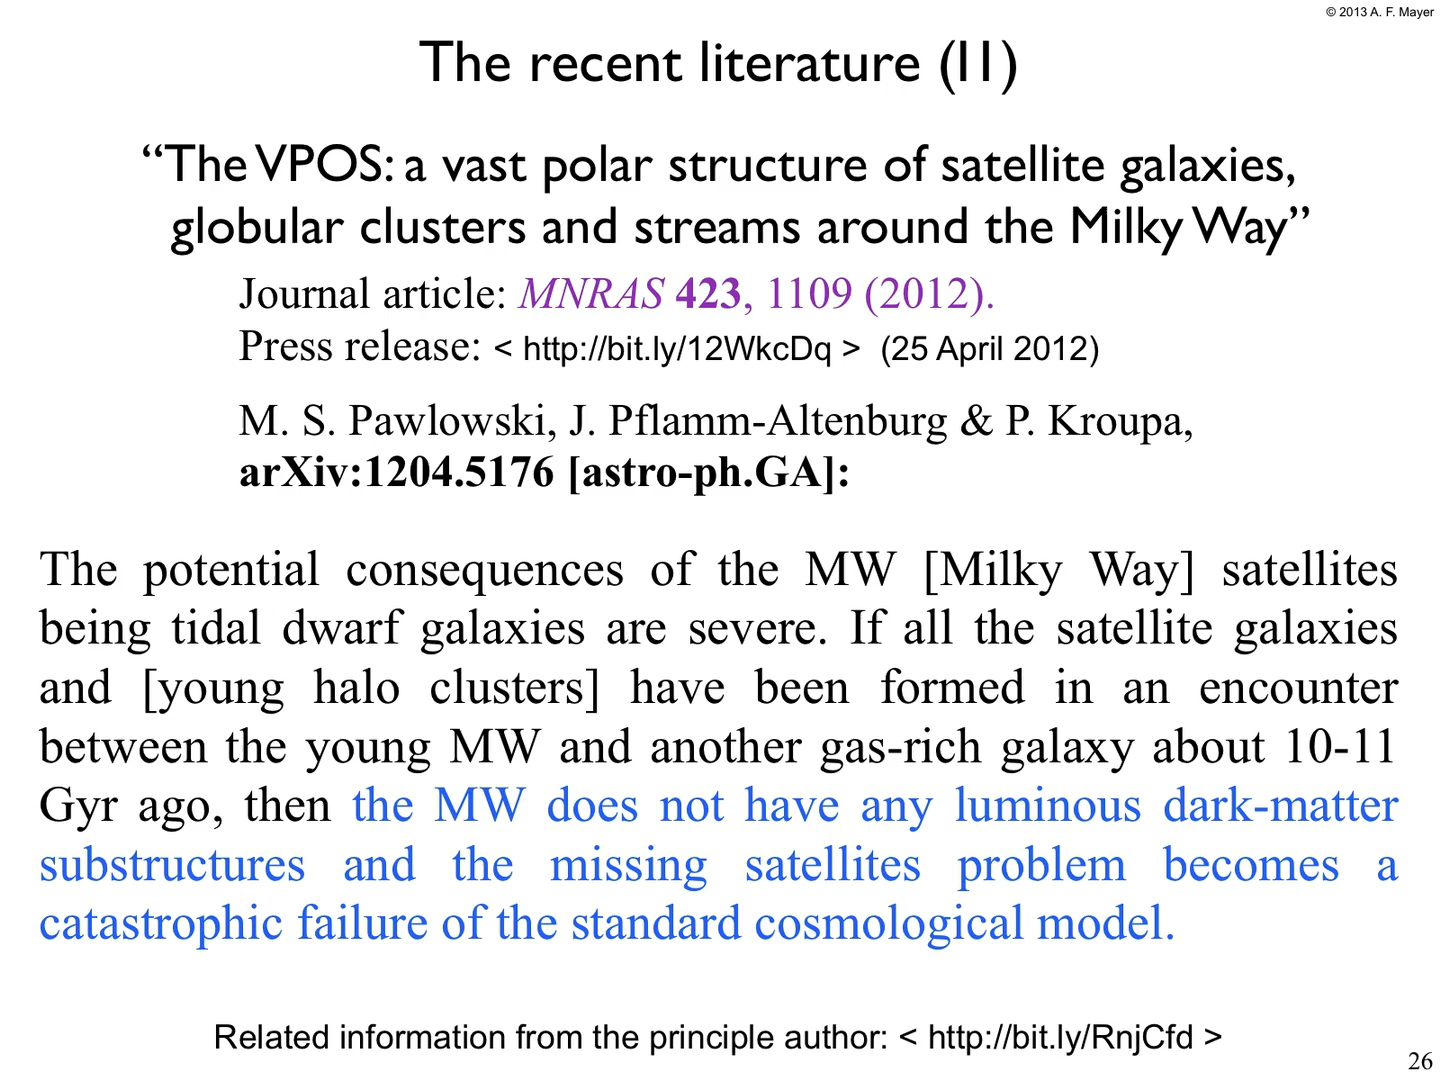 © 2013 A. F. Mayer
The recent literature (II)
“The VPOS: a vast polar structure of satellite galaxies,
globular clusters and streams around the Milky Way”
Journal article: MNRAS 423, 1109 (2012).
Press release: < http://bit.ly/12WkcDq > (25 April 2012)
M. S. Pawlowski, J. Pflamm-Altenburg & P. Kroupa,
arXiv:1204.5176 [astro-ph.GA]:
The potential consequences of the MW [Milky Way] satellites
being tidal dwarf galaxies are severe. If all the satellite galaxies
and [young halo clusters] have been formed in an encounter
between the young MW and another gas-rich galaxy about 10-11
Gyr ago, then the MW does not have any luminous dark-matter
substructures and the missing satellites problem becomes a
catastrophic failure of the standard cosmological model.
Related information from the principle author: < http://bit.ly/RnjCfd >
26